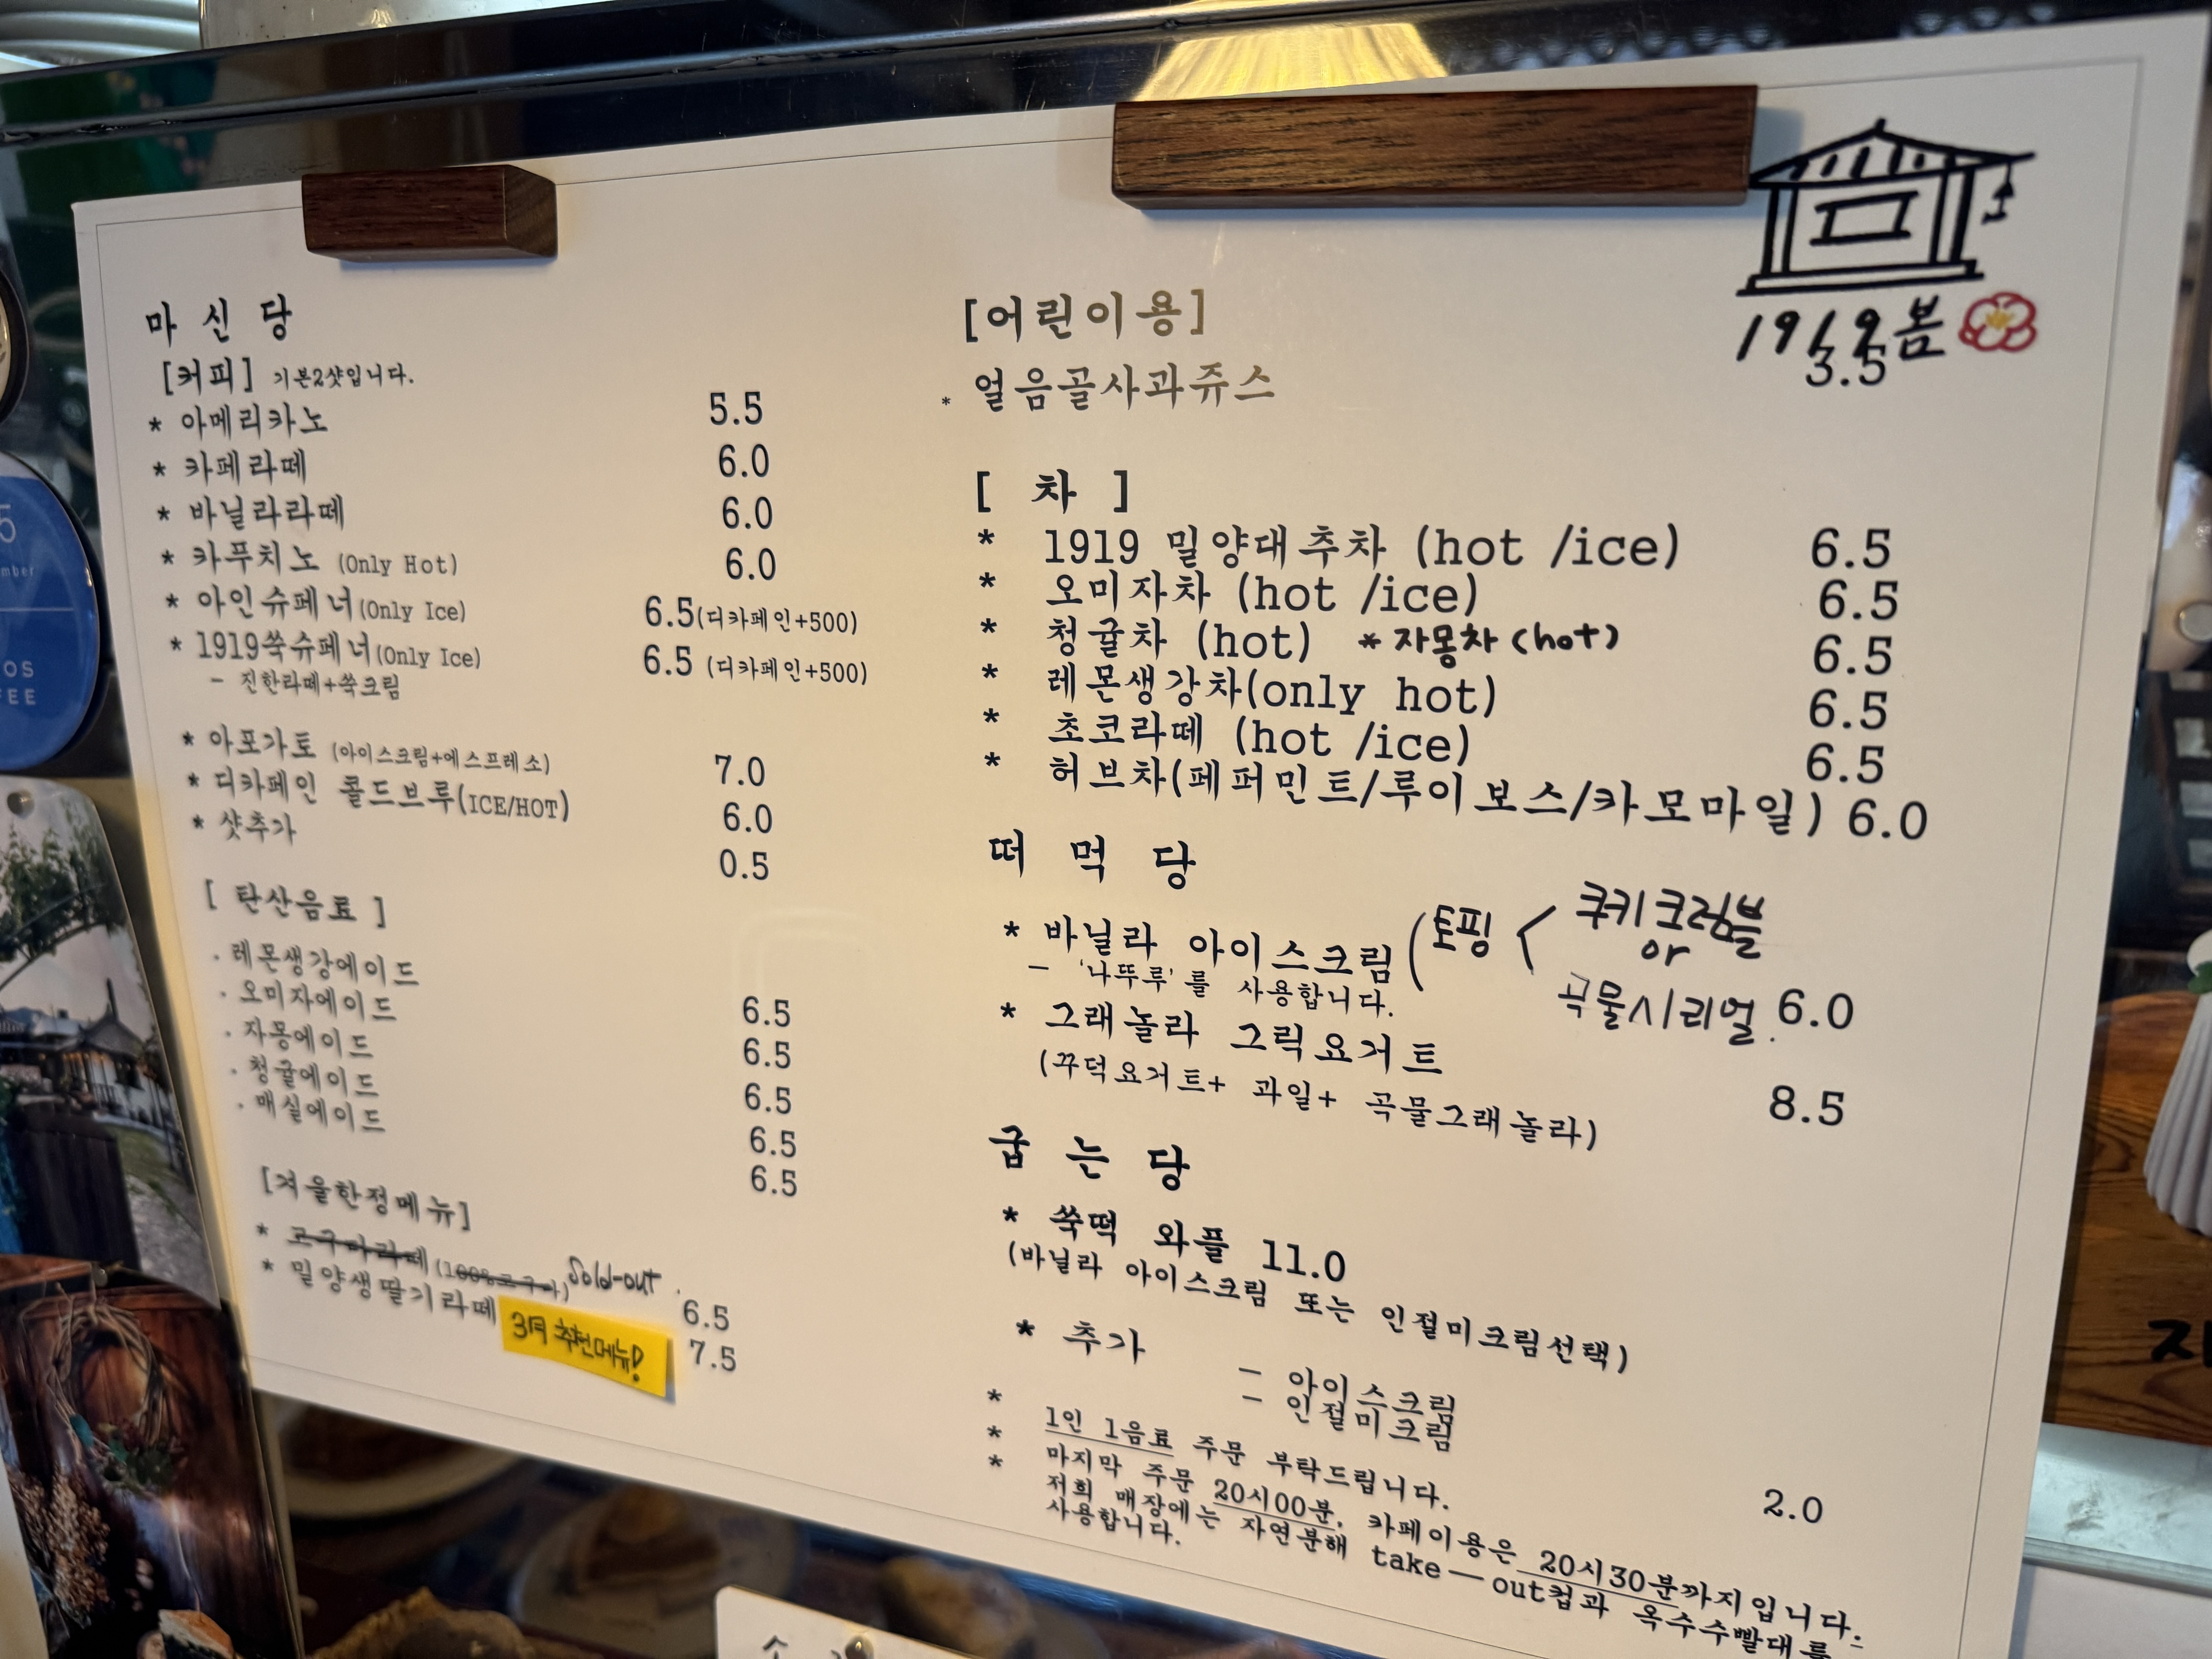 마 신 당
[커피] 기본2샷입니다.
* 아메리카노 5.5
* 카페라떼 6.0
* 바닐라라떼 6.0
* 카푸치노 (Only Hot) 6.0
* 아인슈페너(Only Ice) 6.5(디카페인+500)
* 1919쑥슈페너(Only Ice) 6.5 (디카페인+500)
- 진한라떼+쑥크림
* 아포가토 (아이스크림+에스프레소) 7.0
* 디카페인 콜드브루(ICE/HOT) 6.0
* 샷추가 0.5
[ 탄산음료 ]
. 레몬생강에이드 6.5
. 오미자에이드 6.5
. 자몽에이드 6.5
. 청귤에이드 6.5
. 매실에이드 6.5
[겨울한정메뉴]
* 고구마라떼(100%고구마) Sold-out. 6.5
* 밀양생딸기라떼 7.5
3月 추천메뉴!
1919봄
[어린이용]
* 얼음골사과쥬스 3.5
[ 차 ]
* 1919 밀양대추차 (hot /ice) 6.5
* 오미자차 (hot /ice) 6.5
* 청귤차 (hot) * 자몽차 (hot) 6.5
* 레몬생강차(only hot) 6.5
* 초코라떼 (hot /ice) 6.5
* 허브차(페퍼민트/루이보스/카모마일) 6.0
떠 먹 당
* 바닐라 아이스크림 (토핑 < 쿠키크럼블
or
곡물시리얼. 6.0
- '나뚜루'를 사용합니다.
* 그래놀라 그릭요거트 8.5
(꾸덕요거트+ 과일+ 곡물그래놀라)
굽 는 당
* 쑥떡 와플 11.0
(바닐라 아이스크림 또는 인절미크림선택)
* 추가
- 아이스크림
- 인절미크림 2.0
* 1인 1음료 주문 부탁드립니다.
* 마지막 주문 20시00분, 카페이용은 20시30분까지입니다.
* 저희 매장에는 자연분해 take—out컵과 옥수수빨대를
사용합니다.